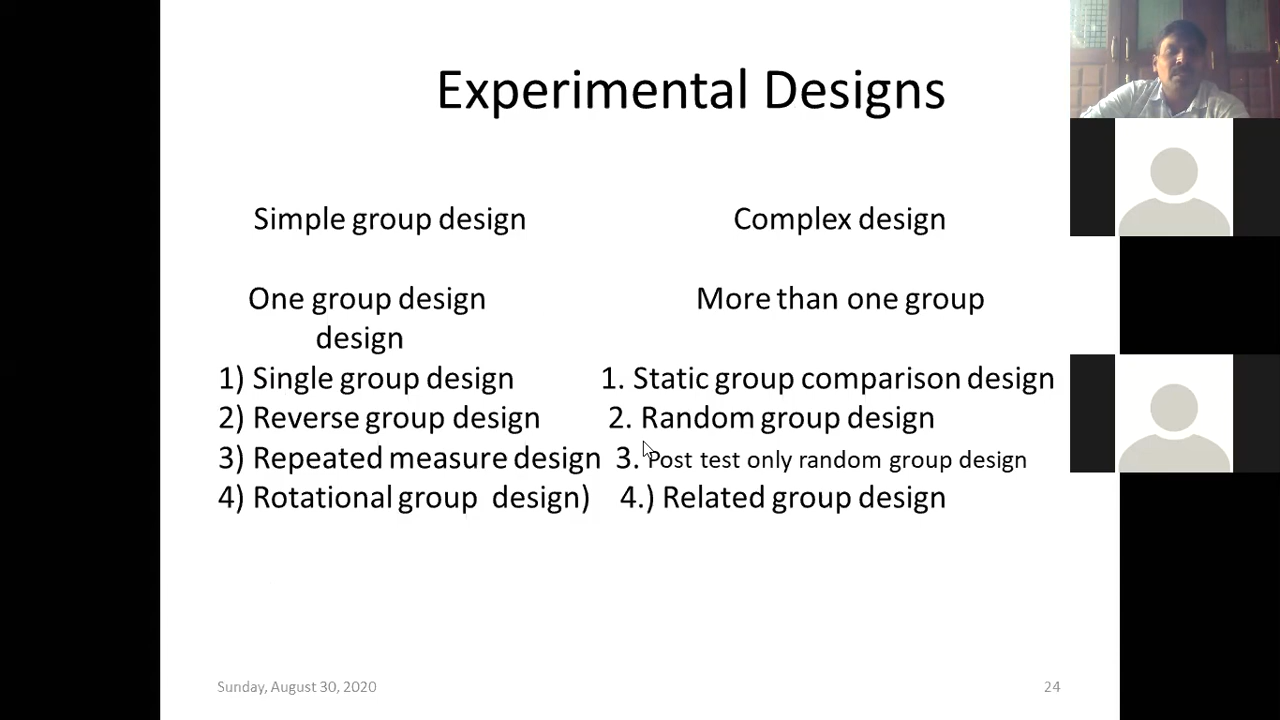 Experimental Designs
Simple group design Complex design
One group design More than one group
design
1) Single group design 1. Static group comparison design
2) Reverse group design 2. Random group design
3) Repeated measure design 3. Post test only random group design
4) Rotational group design) 4.) Related group design
Sunday, August 30, 2020 24